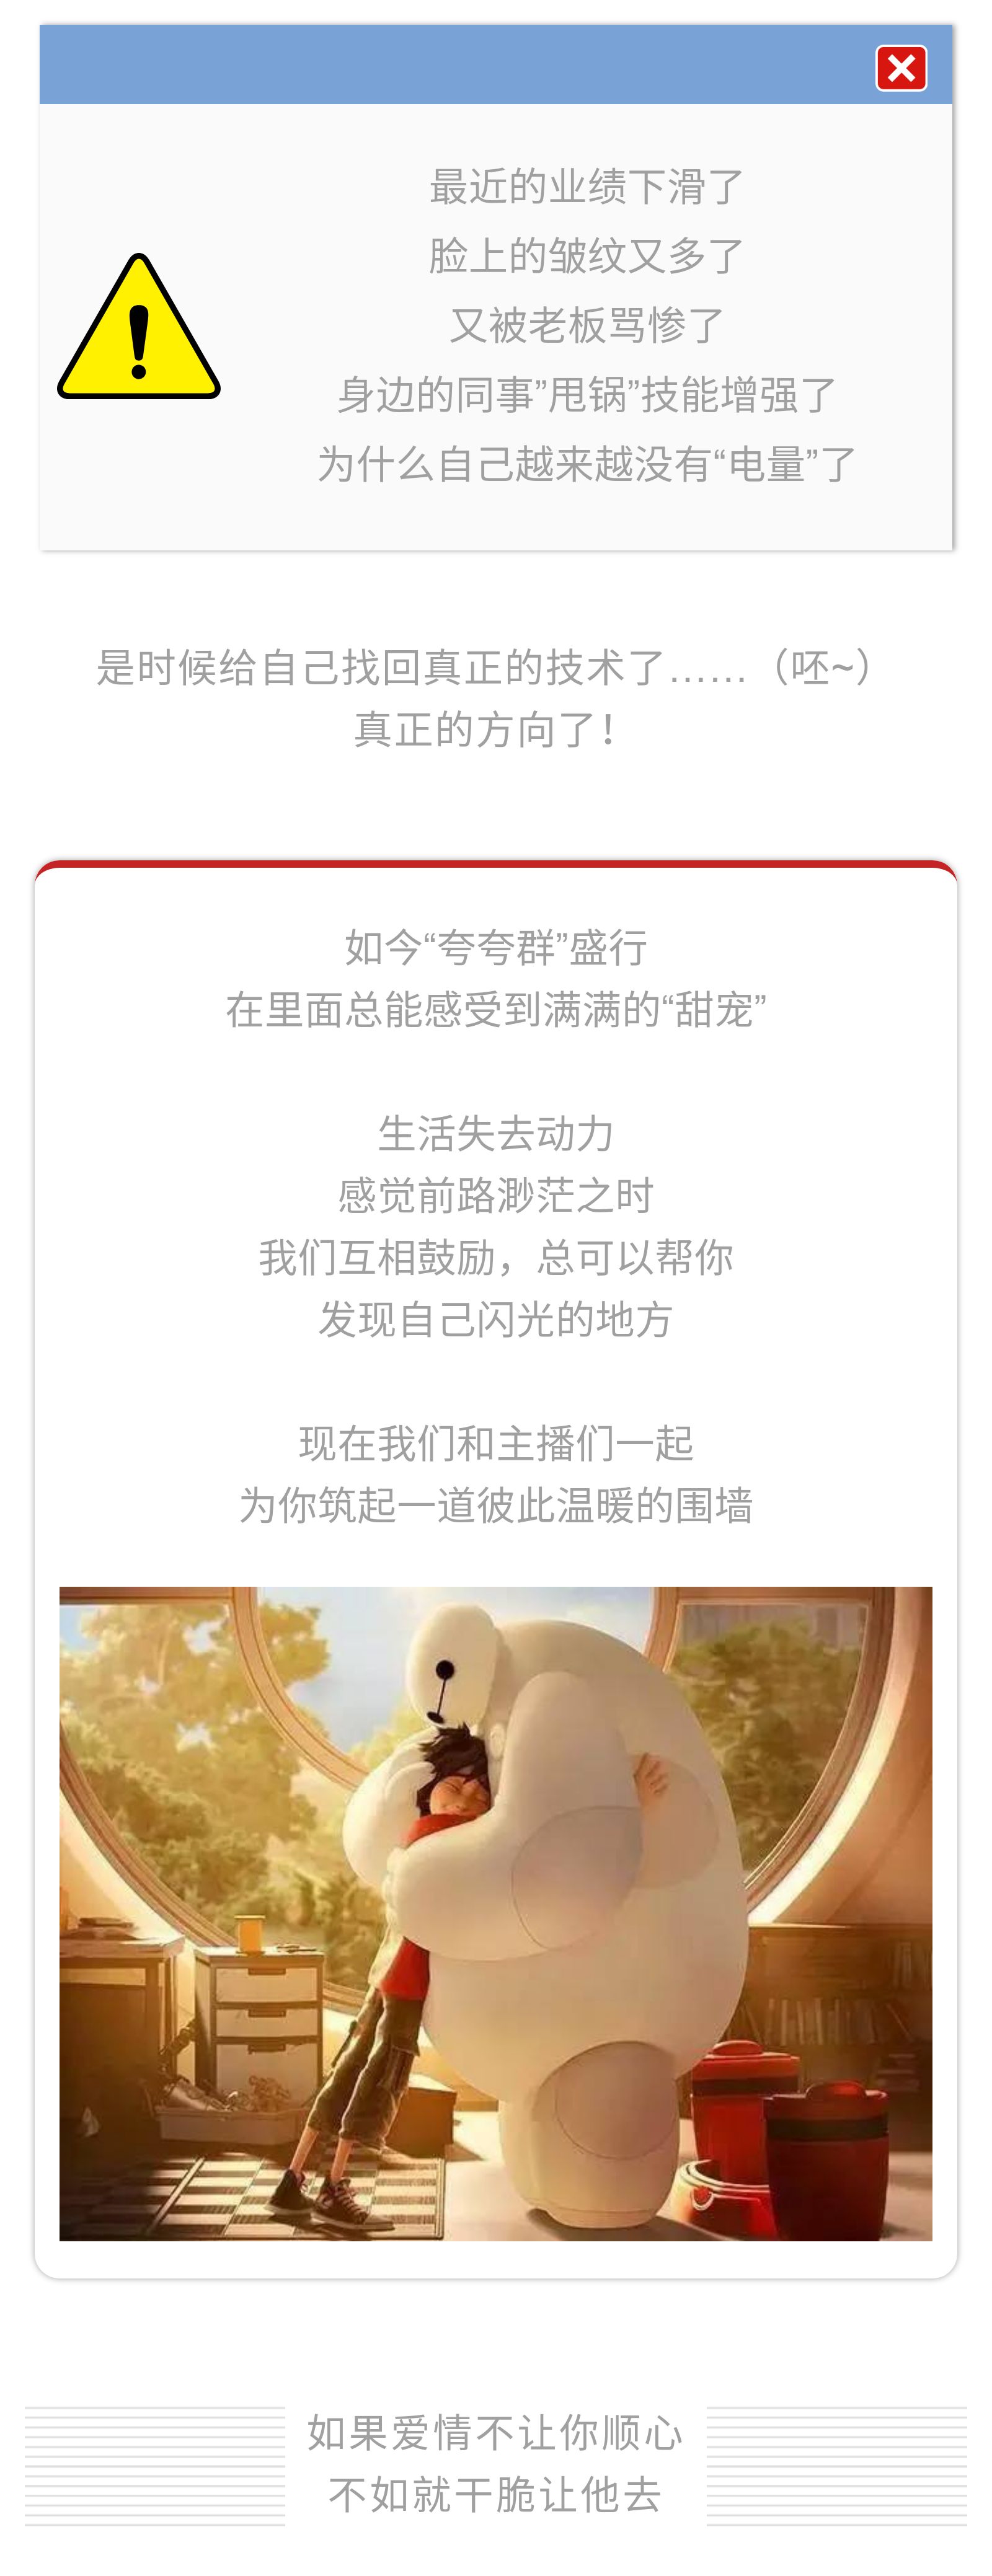 最近的业绩下滑了
脸上的皱纹又多了
又被老板骂惨了
身边的同事”甩锅”技能增强了
为什么自己越来越没有“电量”了
是时候给自己找回真正的技术了……（呸~）
真正的方向了！
如今“夸夸群”盛行
在里面总能感受到满满的“甜宠”
生活失去动力
感觉前路渺茫之时
我们互相鼓励，总可以帮你
发现自己闪光的地方
现在我们和主播们一起
为你筑起一道彼此温暖的围墙
如果爱情不让你顺心
不如就干脆让他去